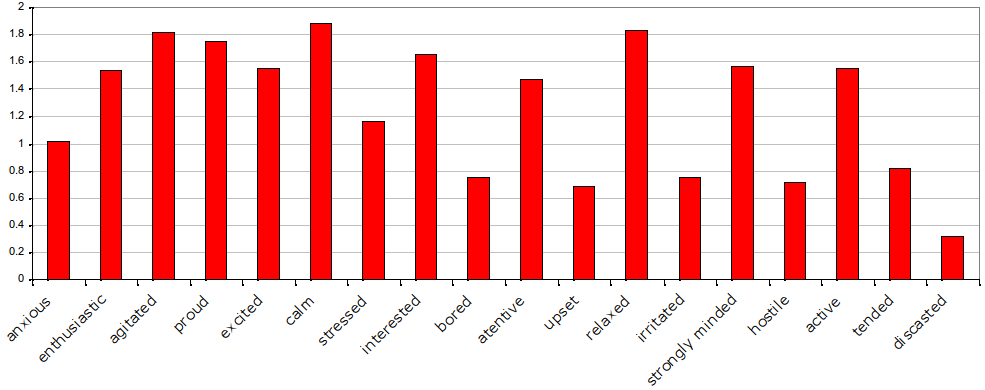 2
1.8
1.6
1.4
1.2
1
0.8
0.6
0.4
0.2
0
anxious
enthusiastic
agitated
proud
excited
calm
stressed
interested
bored
atentive
upset
relaxed
irritated
strongly minded
hostile
active
tended
discasted